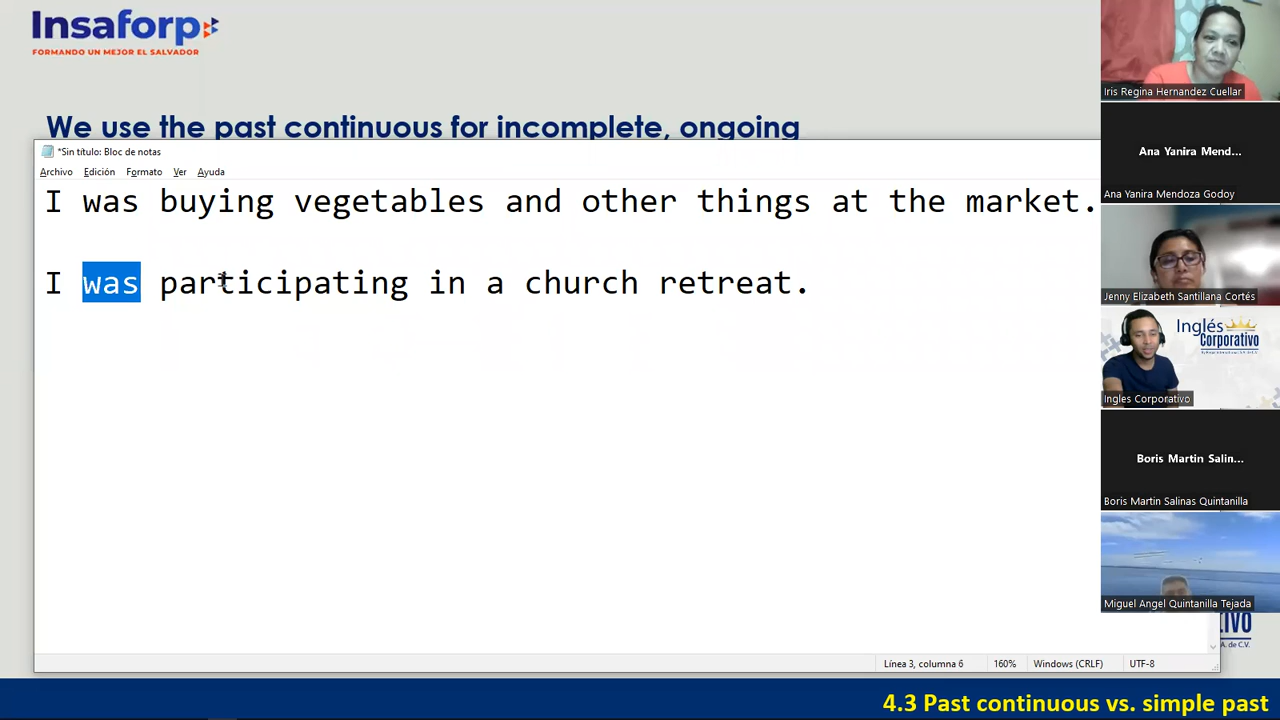 Insaforp
FORMANDO UN MEJOR EL SALVADOR
We use the past continuous for incomplete, ongoing
*Sin título: Bloc de notas
Archivo Edición Formato Ver Ayuda
I was buying vegetables and other things at the market.
I was participating in a church retreat.
Línea 3, columna 6 160% Windows (CRLF) UTF-8
4.3 Past continuous vs. simple past
Iris Regina Hernandez Cuellar
Ana Yanira Mend...
Ana Yanira Mendoza Godoy
Jenny Elizabeth Santillana Cortés
Inglés
Corporativo
Ingles Corporativo
Boris Martin Salin...
Boris Martin Salinas Quintanilla
Miguel Angel Quintanilla Tejada
A. de C.V.